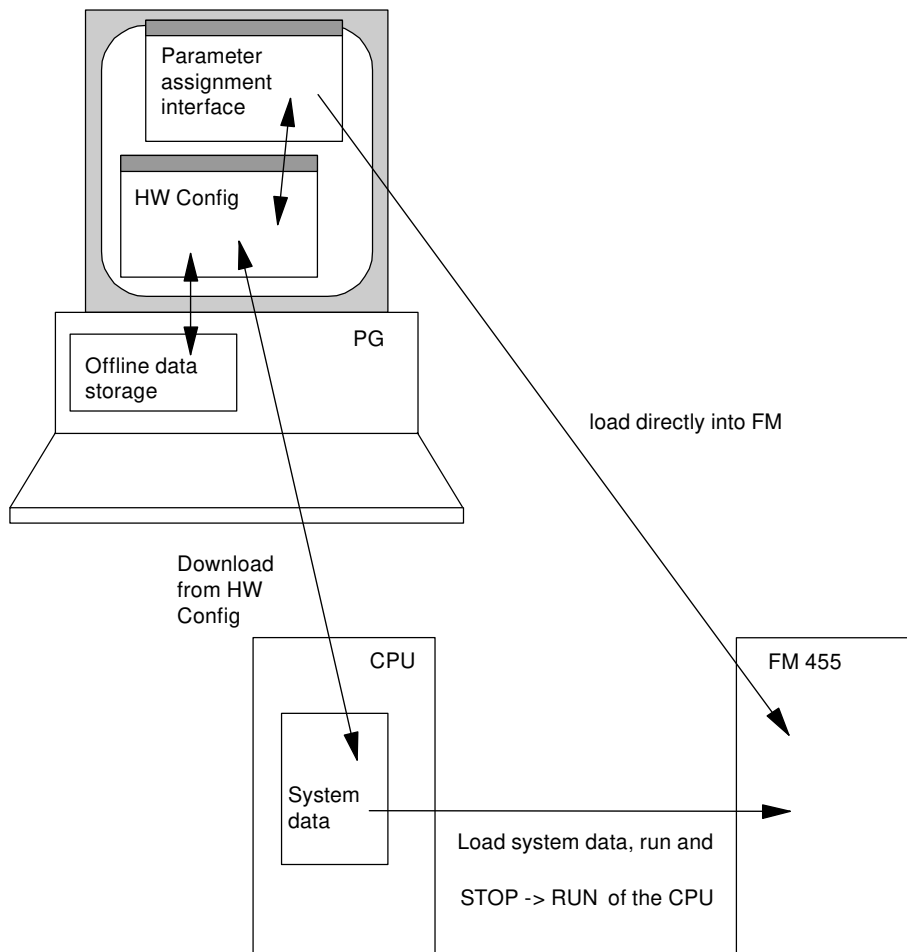 Parameter
assignment
interface
HW Config
PG
Offline data
storage
load directly into FM
Download
from HW
Config
CPU
FM 455
System
data
Load system data, run and
STOP -> RUN of the CPU